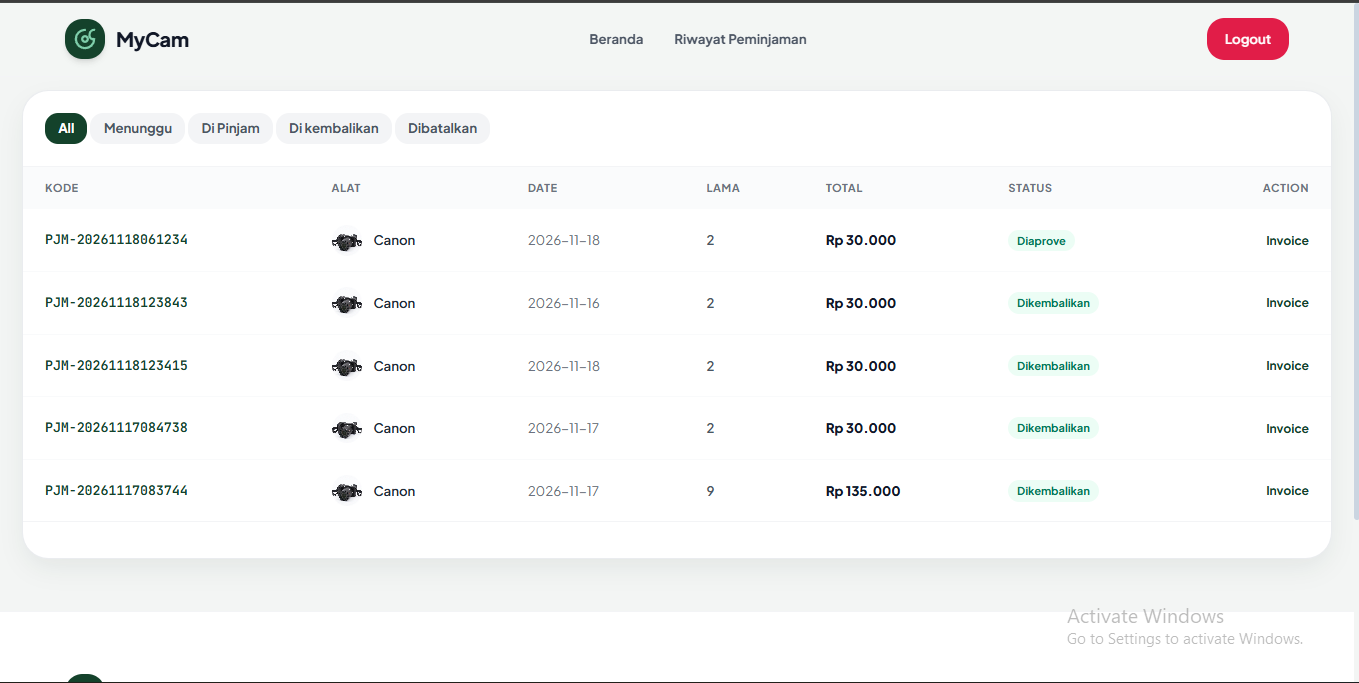 MyCam Beranda Riwayat Peminjaman Logout
All Menunggu Di Pinjam Di kembalikan Dibatalkan
KODE ALAT DATE LAMA TOTAL STATUS ACTION
PJM-20261118061234 Canon 2026-11-18 2 Rp 30.000 Diaprove Invoice
PJM-20261118123843 Canon 2026-11-16 2 Rp 30.000 Dikembalikan Invoice
PJM-20261118123415 Canon 2026-11-18 2 Rp 30.000 Dikembalikan Invoice
PJM-20261117084738 Canon 2026-11-17 2 Rp 30.000 Dikembalikan Invoice
PJM-20261117083744 Canon 2026-11-17 9 Rp 135.000 Dikembalikan Invoice
Activate Windows
Go to Settings to activate Windows.